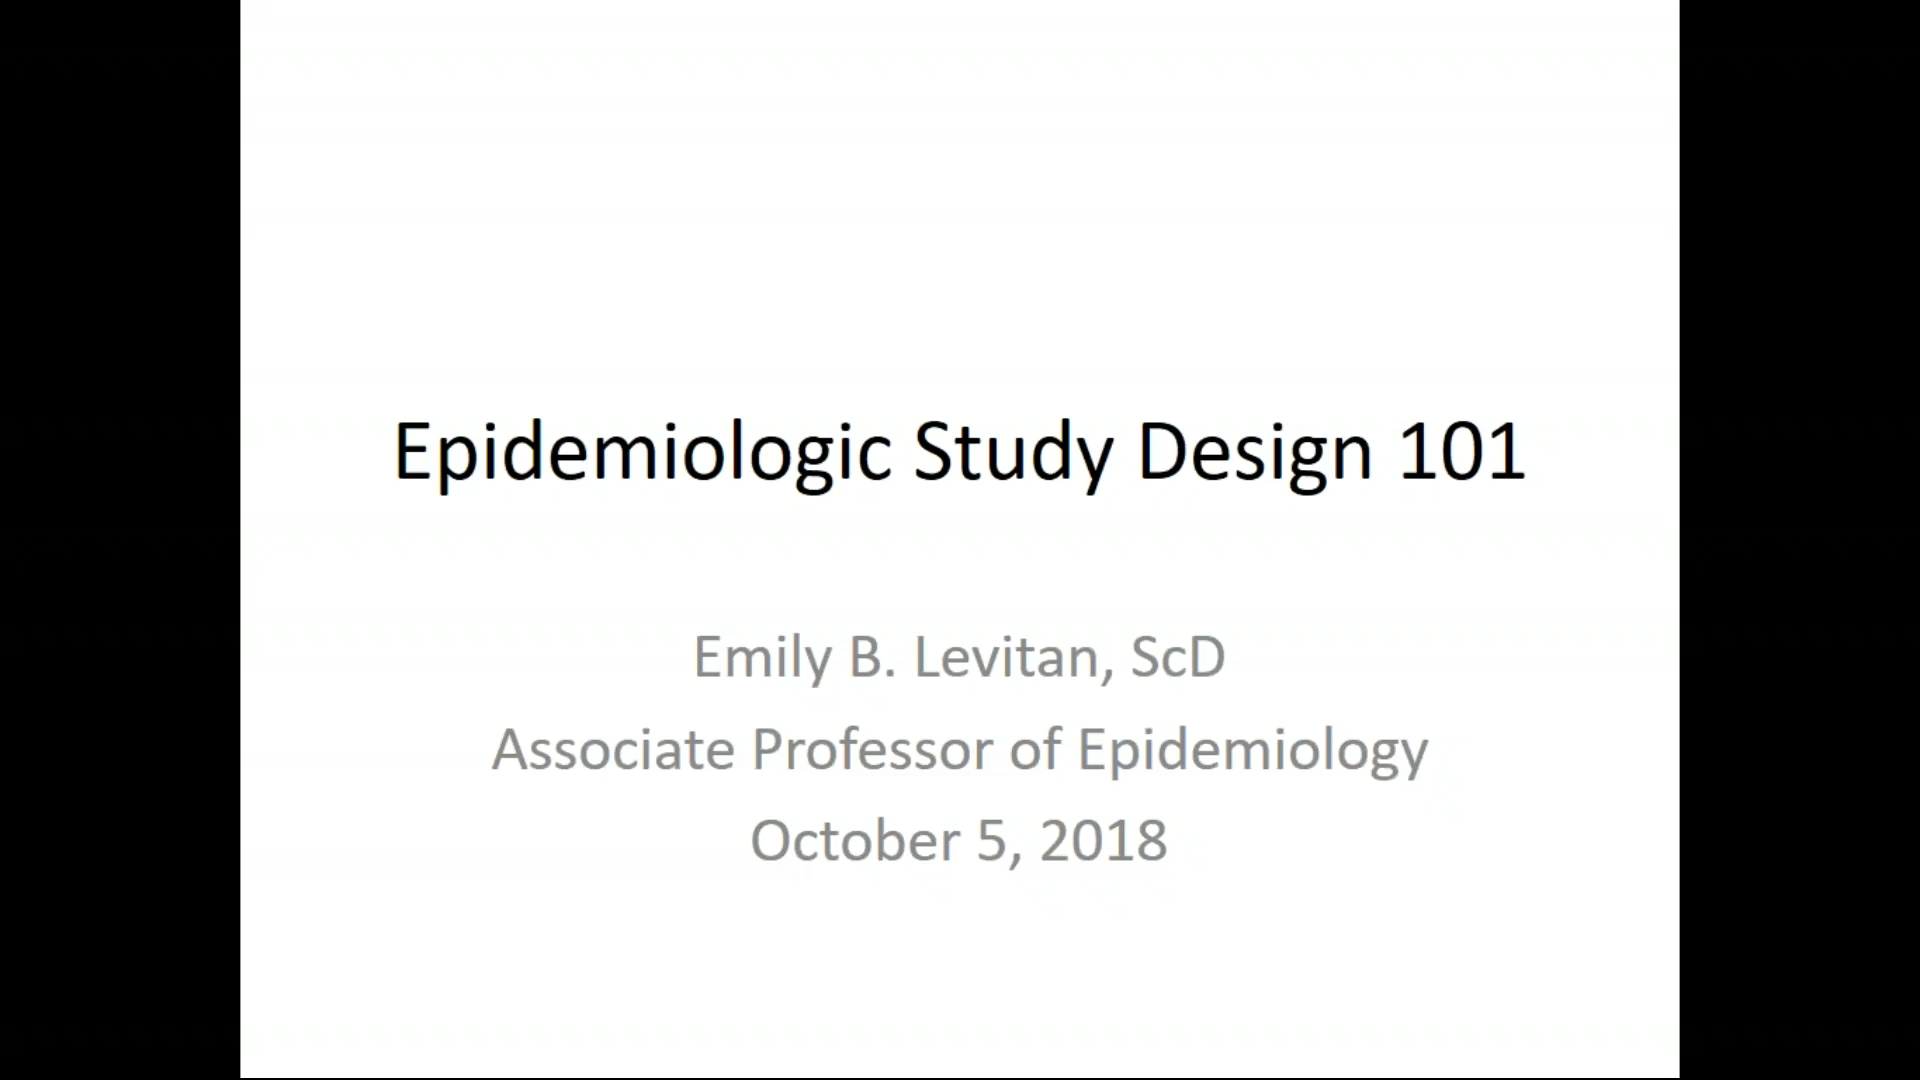 Epidemiologic Study Design 101
Emily B. Levitan, ScD
Associate Professor of Epidemiology
October 5, 2018